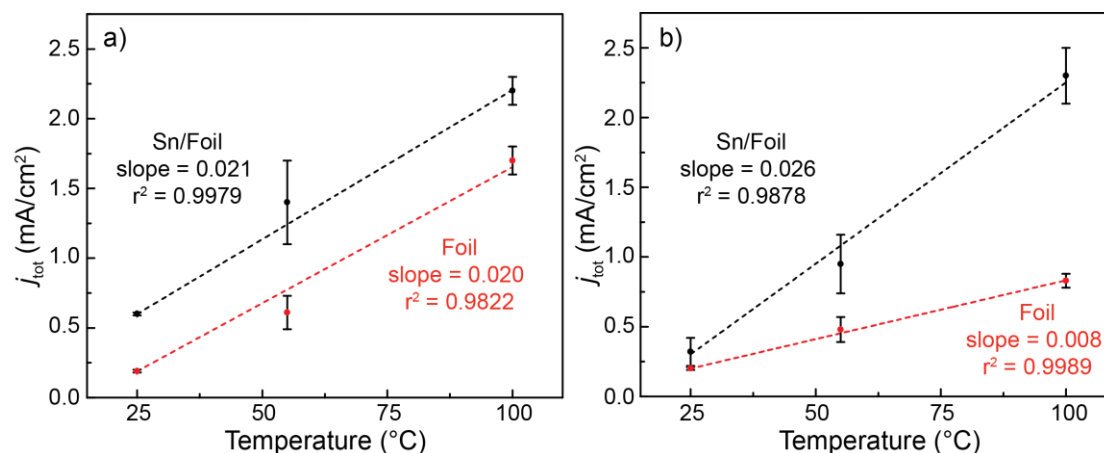 a)
2.5
2.0
1.5
1.0
0.5
0.0
j_tot (mA/cm²)
Sn/Foil
slope = 0.021
r² = 0.9979
Foil
slope = 0.020
r² = 0.9822
25
50
75
100
Temperature (°C)
b)
2.5
2.0
1.5
1.0
0.5
0.0
j_tot (mA/cm²)
Sn/Foil
slope = 0.026
r² = 0.9878
Foil
slope = 0.008
r² = 0.9989
25
50
75
100
Temperature (°C)